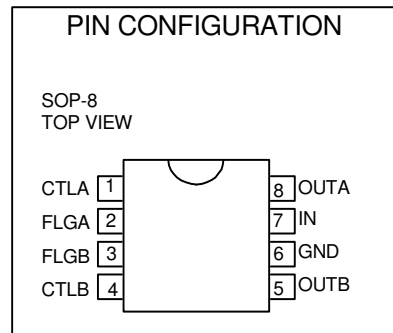 PIN CONFIGURATION
SOP-8
TOP VIEW
CTLA 1 8 OUTA
FLGA 2 7 IN
FLGB 3 6 GND
CTLB 4 5 OUTB